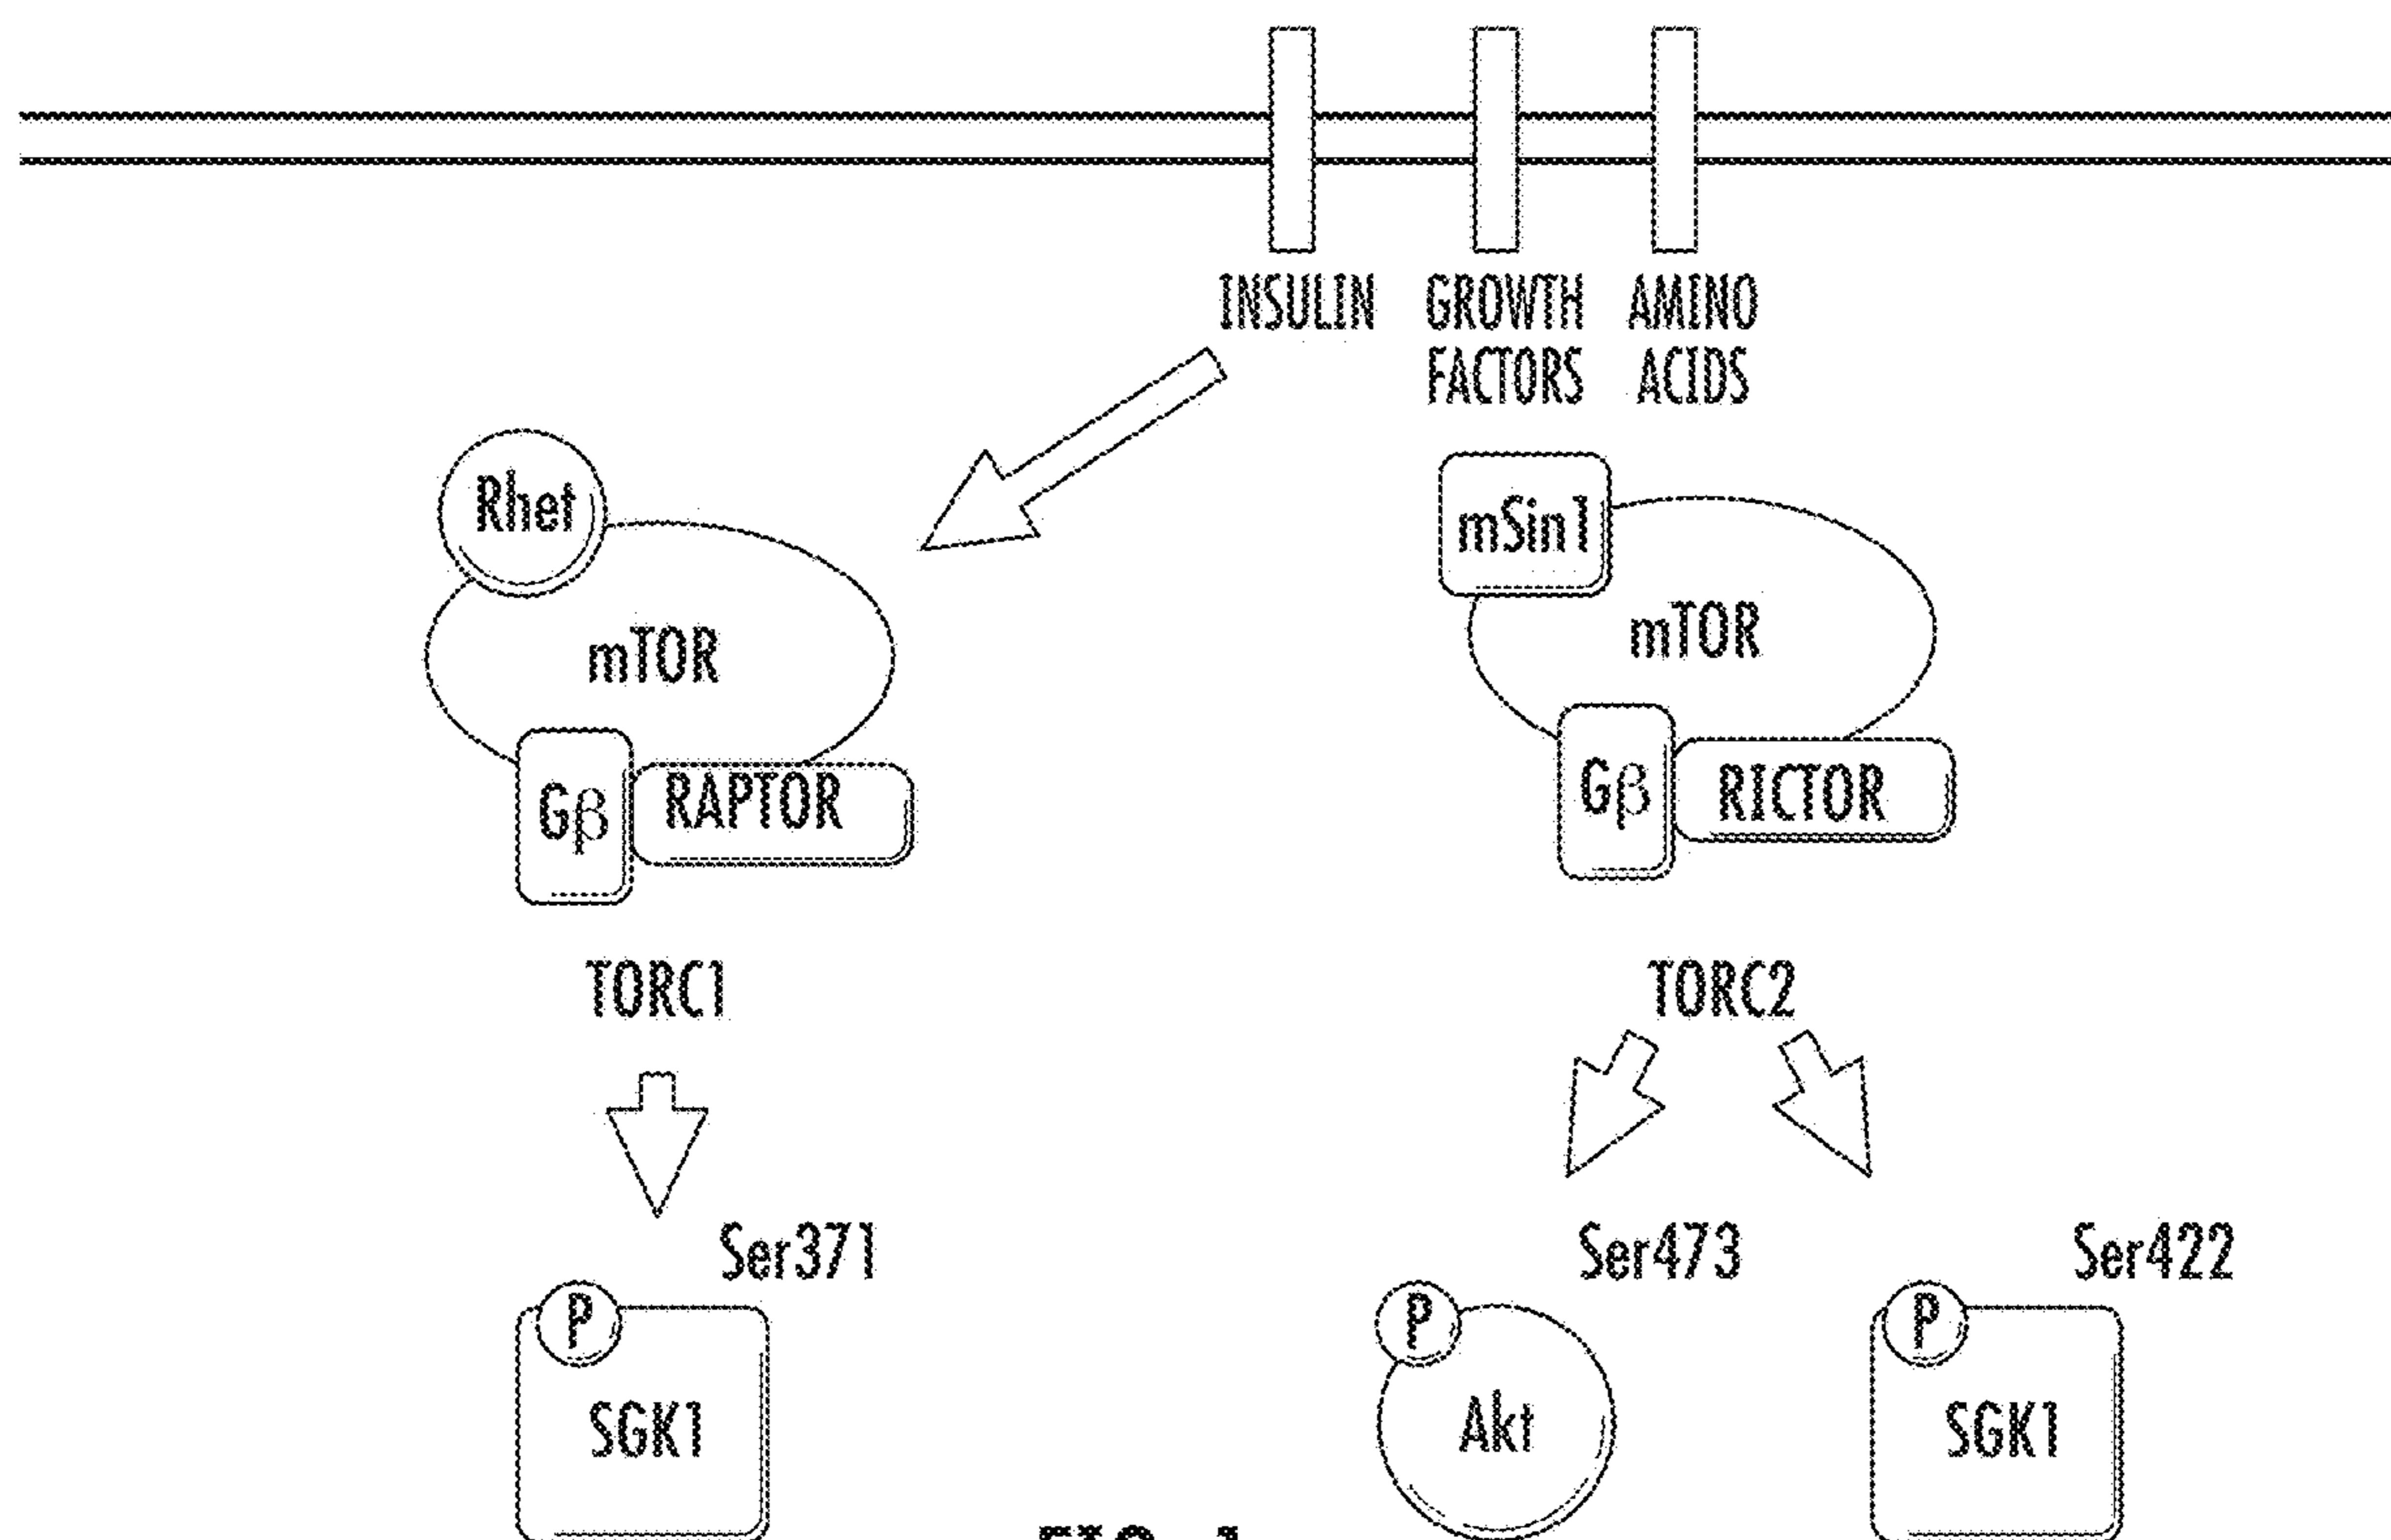 INSULIN
GROWTH
FACTORS
AMINO
ACIDS
Rhet
mTOR
Gβ
RAPTOR
TORC1
mSin1
mTOR
Gβ
RICTOR
TORC2
Ser371
P
SGK1
Ser473
P
Akt
Ser422
P
SGK1